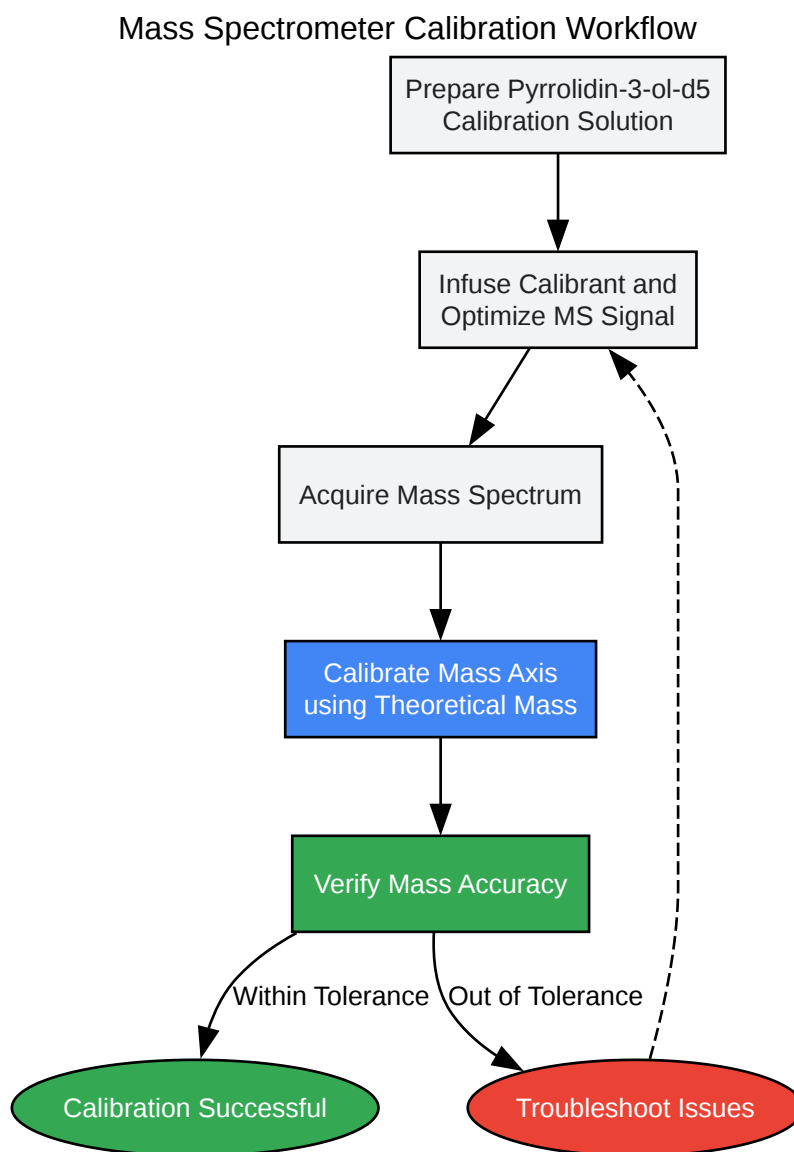 Mass Spectrometer Calibration Workflow
Prepare Pyrrolidin-3-ol-d5
Calibration Solution
Infuse Calibrant and
Optimize MS Signal
Acquire Mass Spectrum
Calibrate Mass Axis
using Theoretical Mass
Verify Mass Accuracy
Within Tolerance
Out of Tolerance
Calibration Successful
Troubleshoot Issues